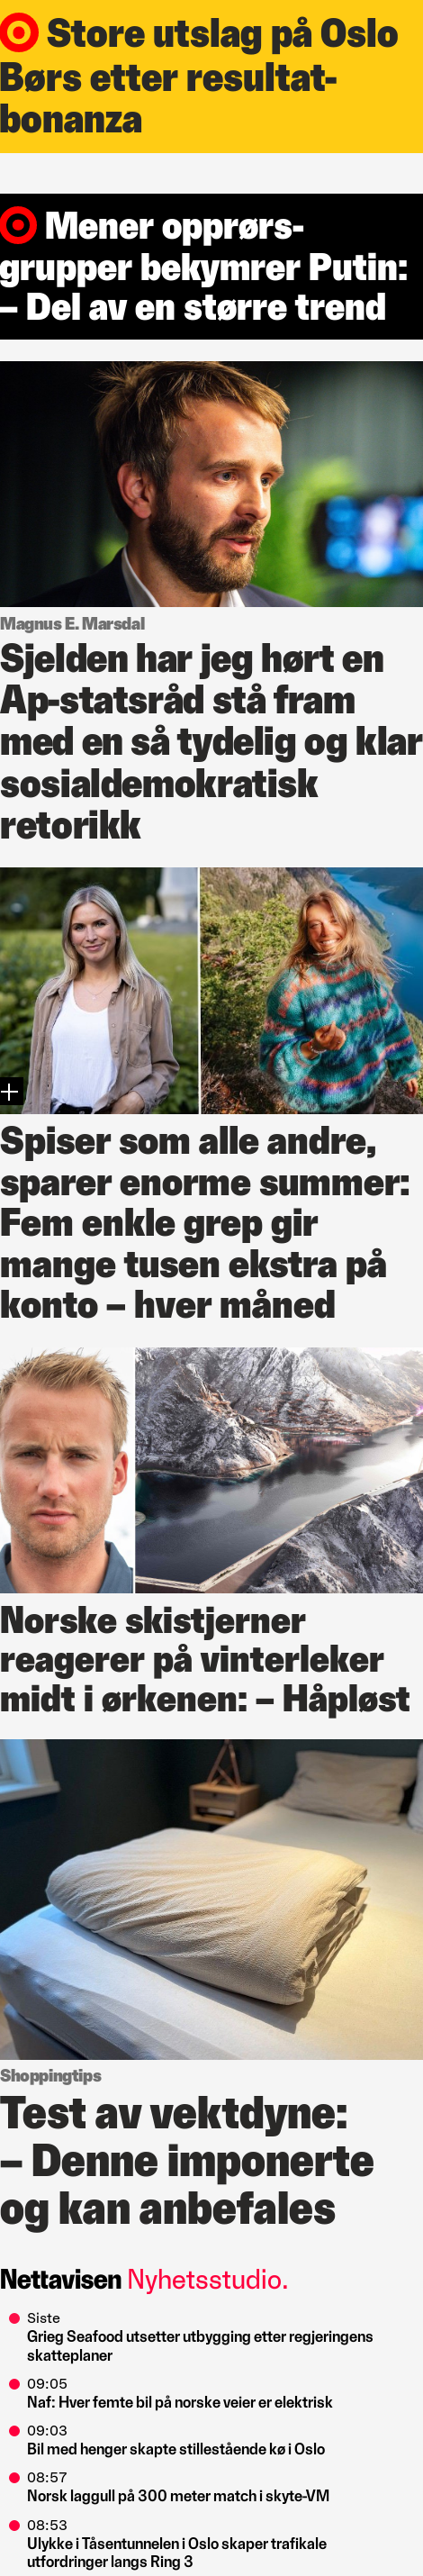 Store utslag på Oslo
Børs etter resultat-
bonanza
Mener opprørs-
grupper bekymrer Putin:
– Del av en større trend
Magnus E. Marsdal
Sjelden har jeg hørt en
Ap-statsråd stå fram
med en så tydelig og klar
sosialdemokratisk
retorikk
Spiser som alle andre,
sparer enorme summer:
Fem enkle grep gir
mange tusen ekstra på
konto – hver måned
Norske skistjerner
reagerer på vinterleker
midt i ørkenen: – Håpløst
Shoppingtips
Test av vektdyne:
– Denne imponerte
og kan anbefales
Nettavisen Nyhetsstudio.
Siste
Grieg Seafood utsetter utbygging etter regjeringens
skatteplaner
09:05
Naf: Hver femte bil på norske veier er elektrisk
09:03
Bil med henger skapte stillestående kø i Oslo
08:57
Norsk laggull på 300 meter match i skyte-VM
08:53
Ulykke i Tåsentunnelen i Oslo skaper trafikale
utfordringer langs Ring 3